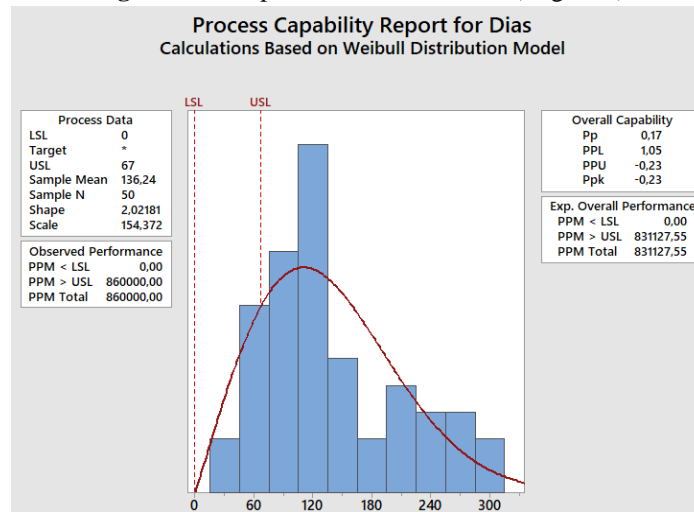 Process Capability Report for Dias
Calculations Based on Weibull Distribution Model
LSL USL
Process Data
LSL 0
Target *
USL 67
Sample Mean 136,24
Sample N 50
Shape 2,02181
Scale 154,372
Observed Performance
PPM < LSL 0,00
PPM > USL 860000,00
PPM Total 860000,00
Overall Capability
Pp 0,17
PPL 1,05
PPU -0,23
Ppk -0,23
Exp. Overall Performance
PPM < LSL 0,00
PPM > USL 831127,55
PPM Total 831127,55
0 60 120 180 240 300